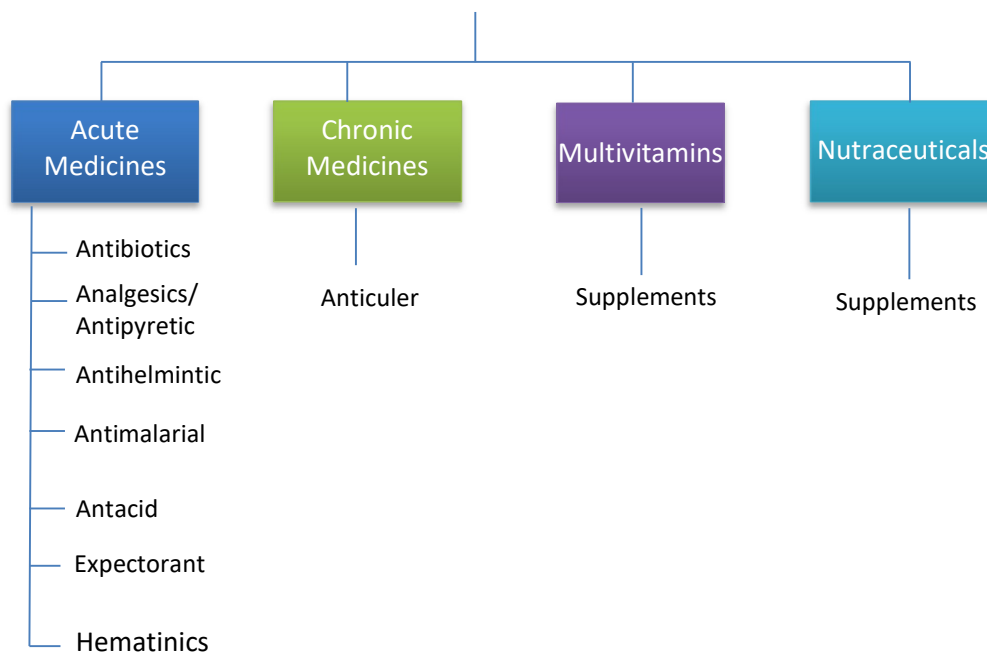 Acute
Medicines
Chronic
Medicines
Multivitamins
Nutraceuticals
Antibiotics
Analgesics/
Antipyretic
Antihelmintic
Antimalarial
Antacid
Expectorant
Hematinics
Anticuler
Supplements
Supplements